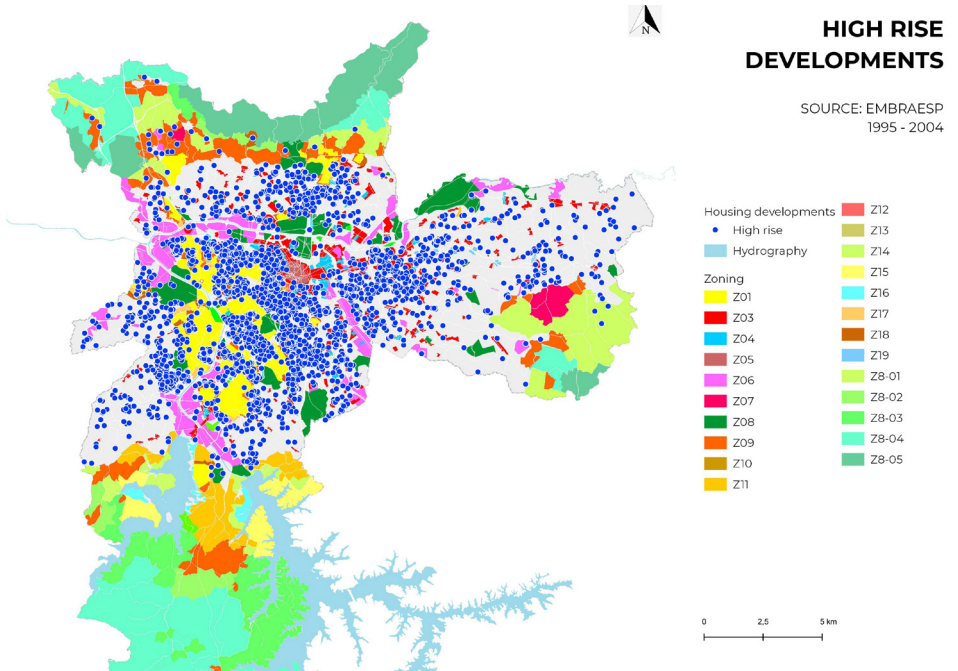 N
HIGH RISE
DEVELOPMENTS
SOURCE: EMBRAESP
1995 - 2004
Housing developments
High rise
Hydrography
Zoning
Z01
Z03
Z04
Z05
Z06
Z07
Z08
Z09
Z10
Z11
Z12
Z13
Z14
Z15
Z16
Z17
Z18
Z19
Z8-01
Z8-02
Z8-03
Z8-04
Z8-05
0 2,5 5 km